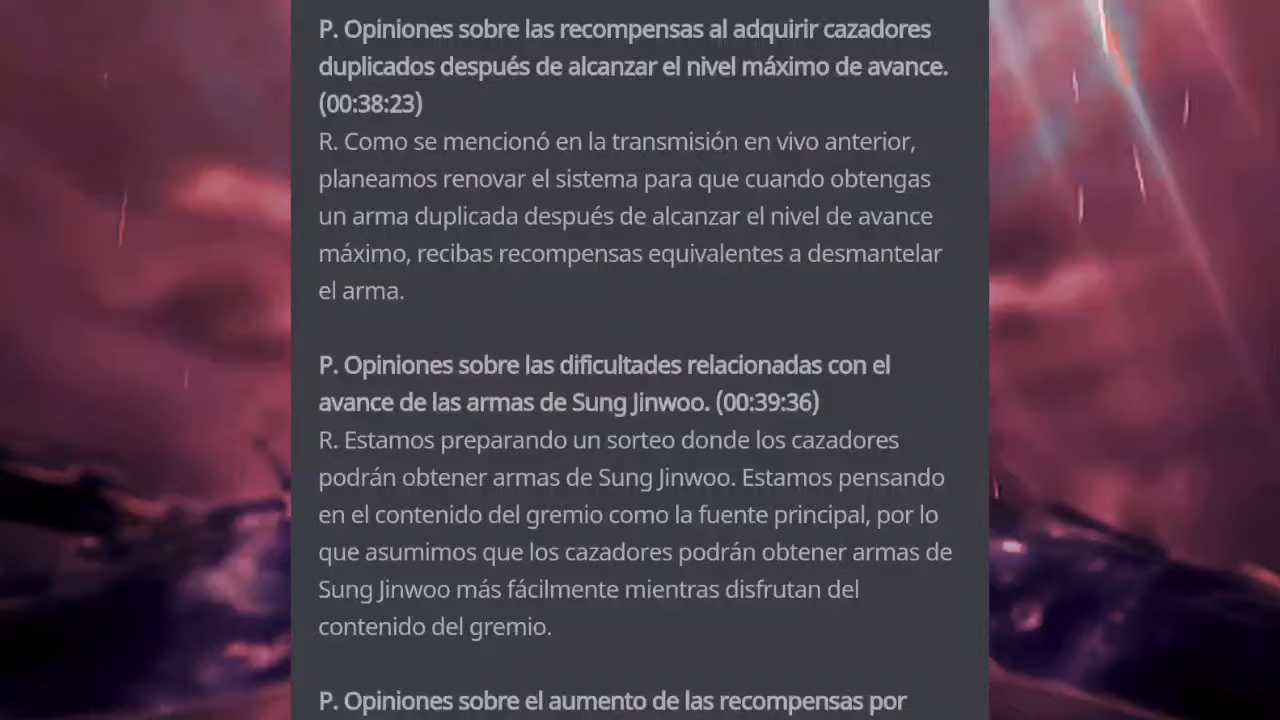 P. Opiniones sobre las recompensas al adquirir cazadores
duplicados después de alcanzar el nivel máximo de avance.
(00:38:23)
R. Como se mencionó en la transmisión en vivo anterior,
planeamos renovar el sistema para que cuando obtengas
un arma duplicada después de alcanzar el nivel de avance
máximo, recibas recompensas equivalentes a desmantelar
el arma.
P. Opiniones sobre las dificultades relacionadas con el
avance de las armas de Sung Jinwoo. (00:39:36)
R. Estamos preparando un sorteo donde los cazadores
podrán obtener armas de Sung Jinwoo. Estamos pensando
en el contenido del gremio como la fuente principal, por lo
que asumimos que los cazadores podrán obtener armas de
Sung Jinwoo más fácilmente mientras disfrutan del
contenido del gremio.
P. Opiniones sobre el aumento de las recompensas por